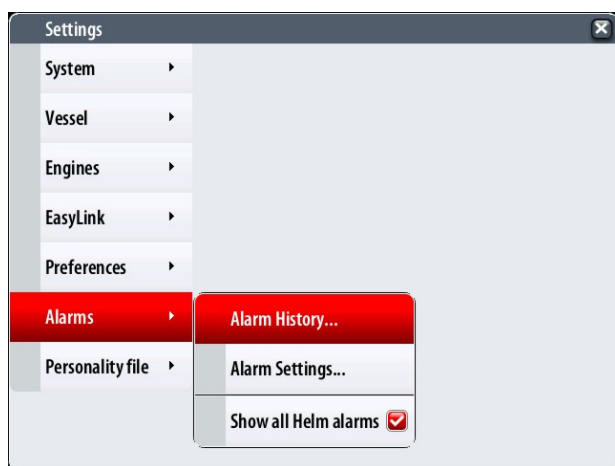 Settings
System
Vessel
Engines
EasyLink
Preferences
Alarms
Alarm History...
Personality file
Alarm Settings...
Show all Helm alarms